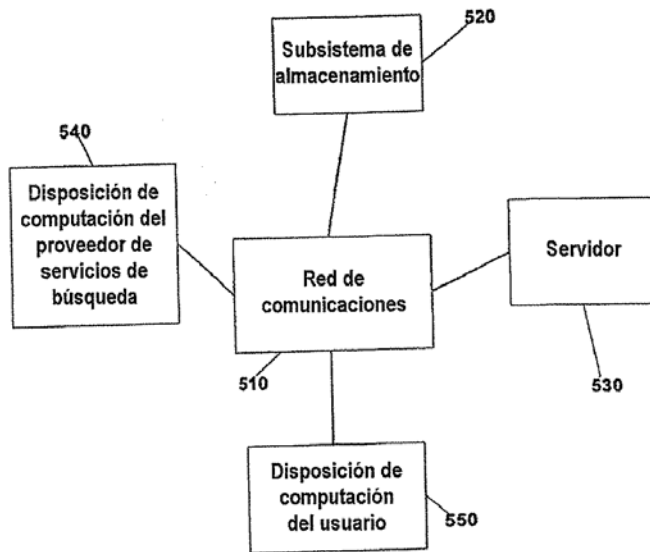 520
Subsistema de
almacenamiento
540
Disposición de
computación del
proveedor de
servicios de
búsqueda
Red de
comunicaciones
510
Servidor
530
Disposición de
computación
del usuario
550